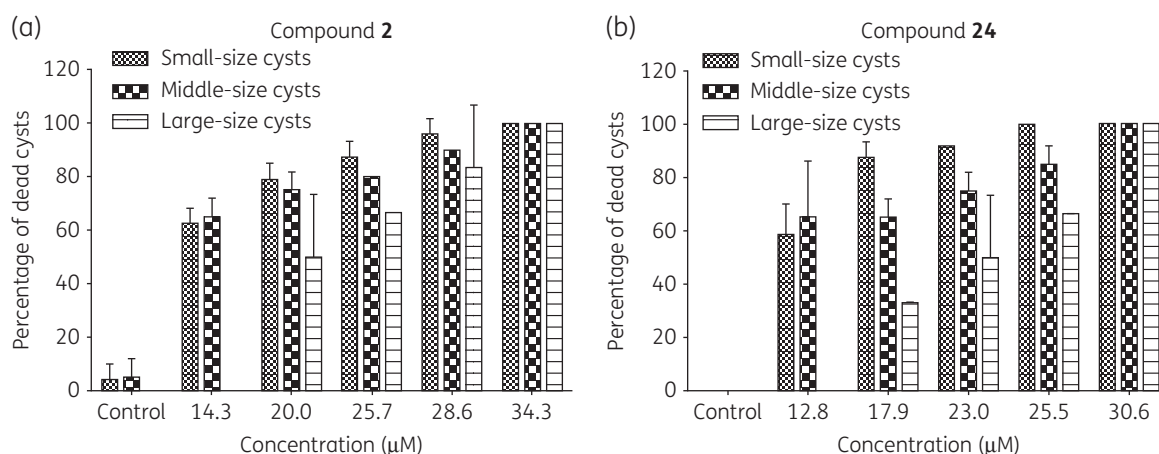 (a)
Compound 2
Small-size cysts
Middle-size cysts
Large-size cysts
Percentage of dead cysts
120
100
80
60
40
20
0
Control 14.3 20.0 25.7 28.6 34.3
Concentration (µM)
(b)
Compound 24
Small-size cysts
Middle-size cysts
Large-size cysts
Percentage of dead cysts
120
100
80
60
40
20
0
Control 12.8 17.9 23.0 25.5 30.6
Concentration (µM)